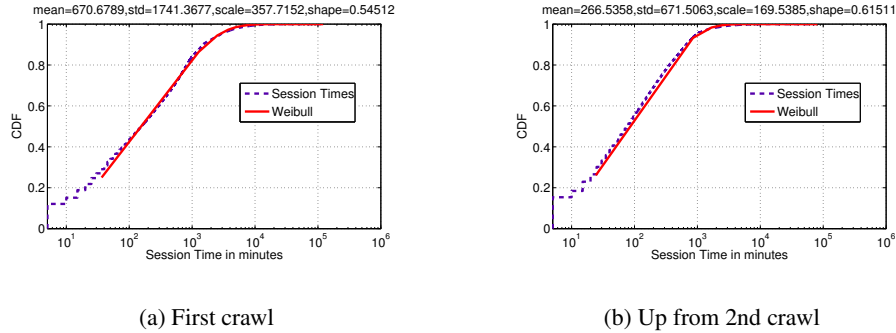 mean=670.6789,std=1741.3677,scale=357.7152,shape=0.54512
1
0.8
0.6
0.4
0.2
0
CDF
Session Times
Weibull
10^1
10^2
10^3
10^4
10^5
10^6
Session Time in minutes
(a) First crawl
mean=266.5358,std=671.5063,scale=169.5385,shape=0.61511
1
0.8
0.6
0.4
0.2
0
CDF
Session Times
Weibull
10^1
10^2
10^3
10^4
10^5
10^6
Session Time in minutes
(b) Up from 2nd crawl